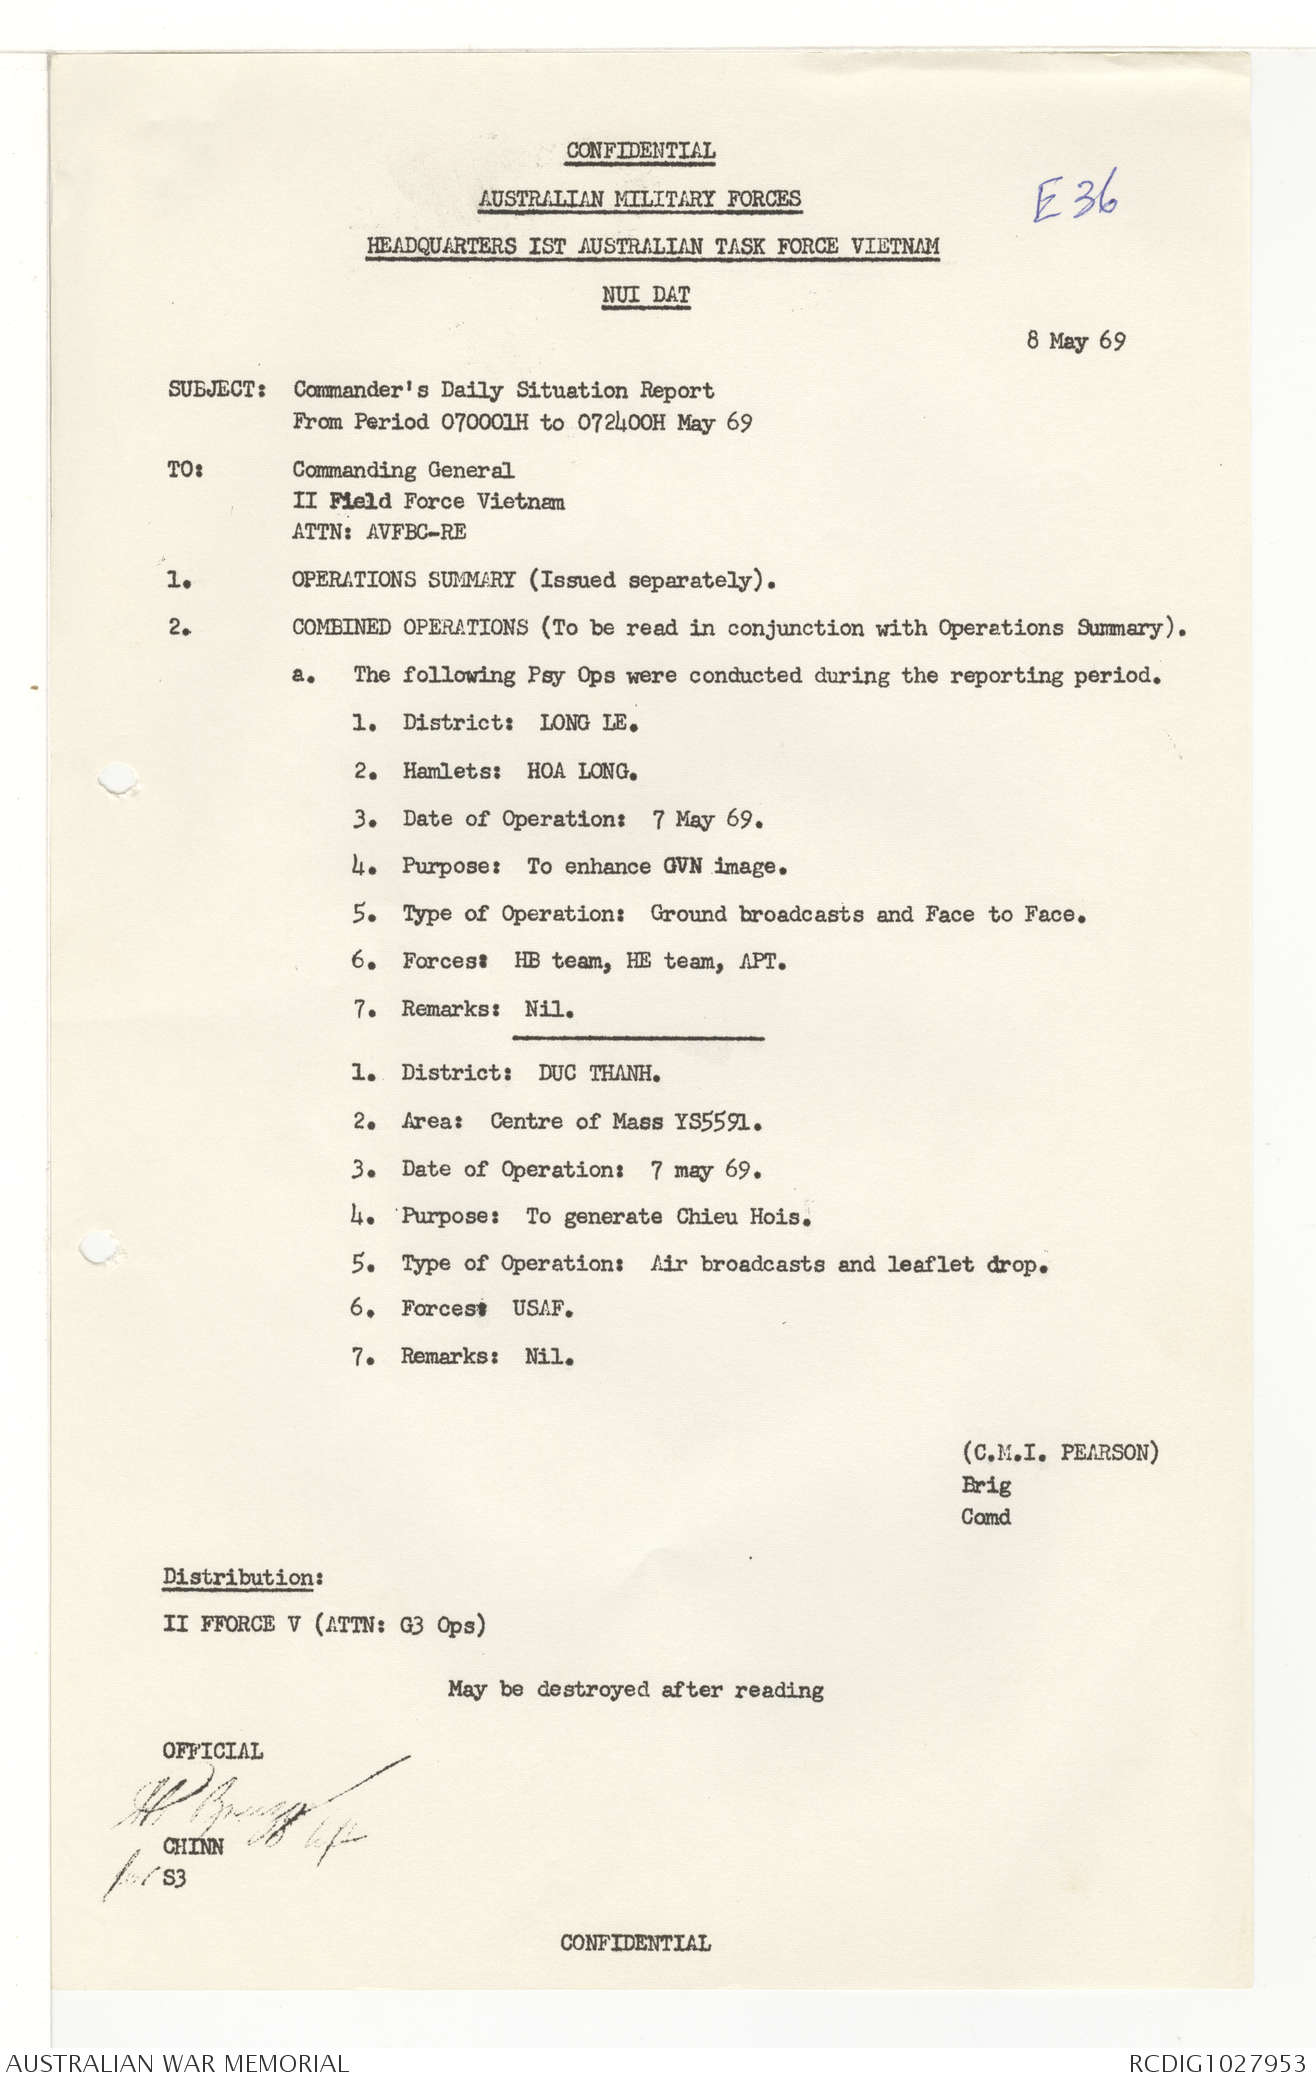 CONFIDENTIAL
AUSTRALIAN MILITARY FORCES
E 36
HEADQUARTERS IST AUSTRALIAN TASK FORCE VIETNAM
NUI DAT
8 May 69
SUBJECT: Commander's Daily Situation Report
From Period 070001H to 072400H May 69
TO: Commanding General
II Field Force Vietnam
ATTN: AVFBC-RE
1. OPERATIONS SUMMARY (Issued separately).
2. COMBINED OPERATIONS (To be read in conjunction with Operations Summary).
a. The following Psy Ops were conducted during the reporting period.
1. District: LONG LE.
2. Hamlets: HOA LONG.
3. Date of Operation: 7 May 69.
4. Purpose: To enhance GVN image.
5. Type of Operation: Ground broadcasts and Face to Face.
6. Forces: HB team, HE team, APT.
7. Remarks: Nil.
1. District: DUC THANH.
2. Area: Centre of Mass YS5591.
3. Date of Operation: 7 may 69.
4. Purpose: To generate Chieu Hois.
5. Type of Operation: Air broadcasts and leaflet drop.
6. Forces: USAF.
7. Remarks: Nil.
(C.M.I. PEARSON)
Brig
Comd
Distribution:
II FFORCE V (ATTN: G3 Ops)
May be destroyed after reading
OFFICIAL
CHINN
for S3
CONFIDENTIAL
AUSTRALIAN WAR MEMORIAL
RCDIG1027953